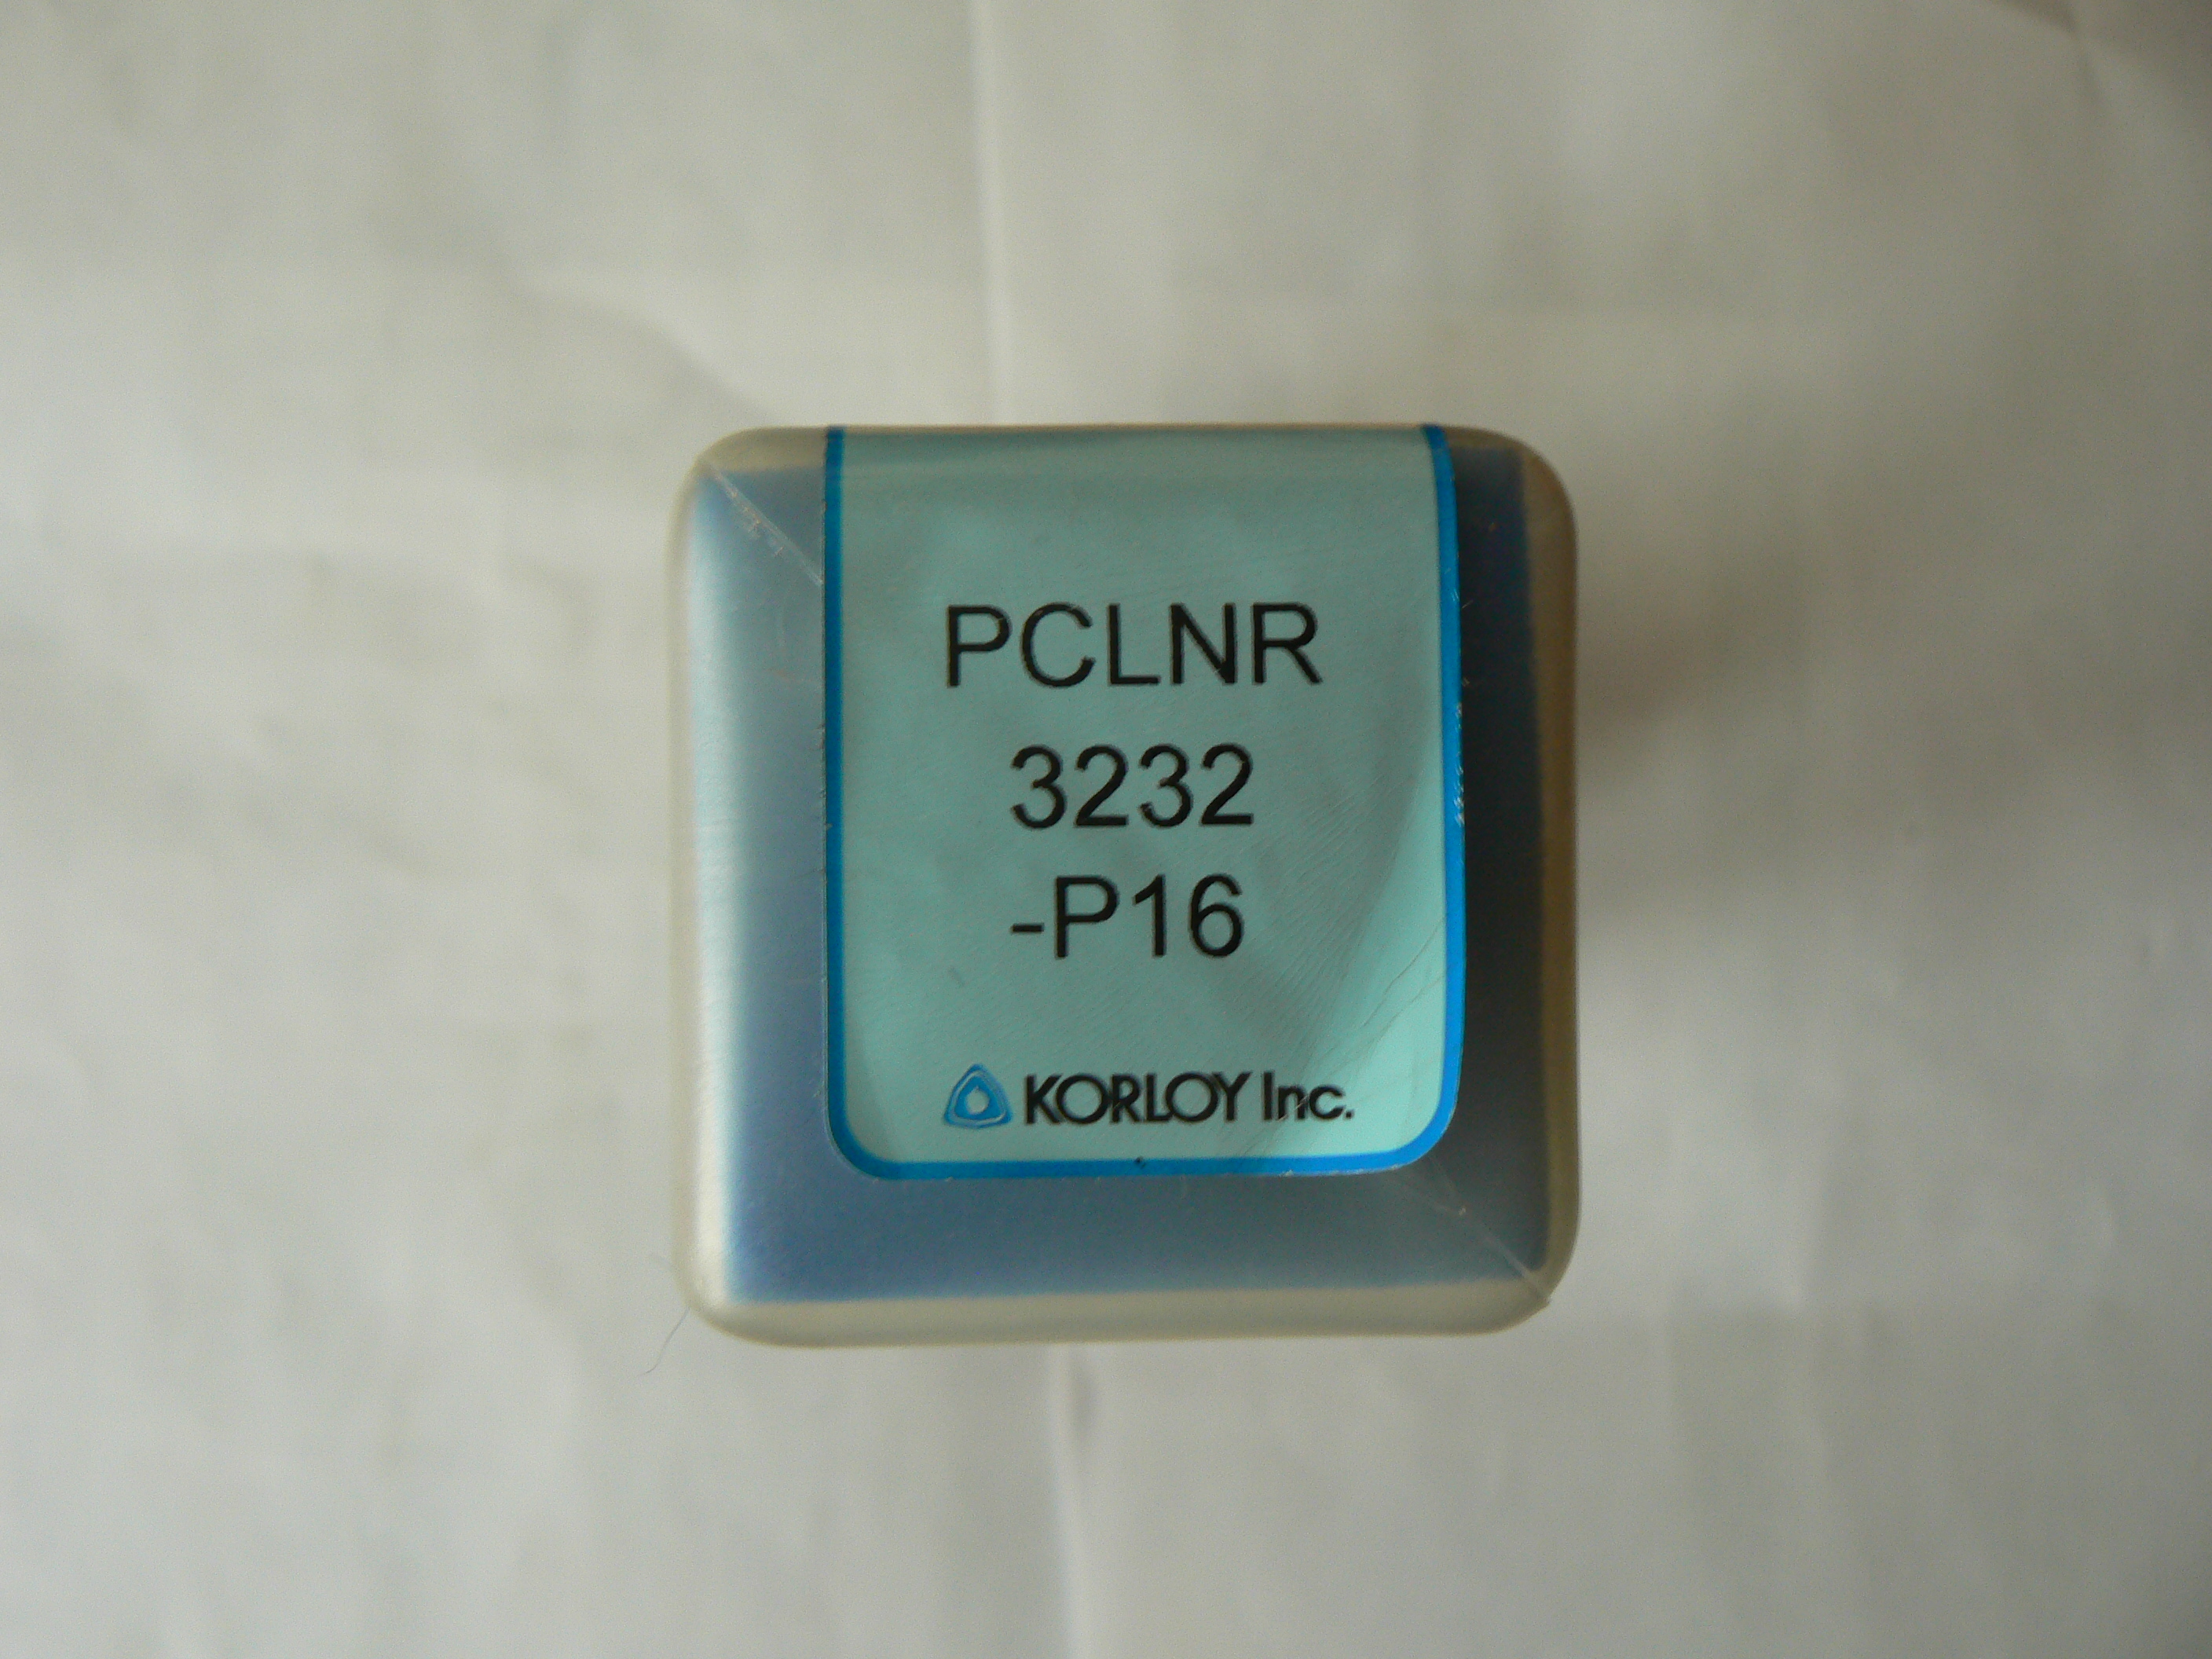 PCLNR
3232
-P16
KORLOY Inc.